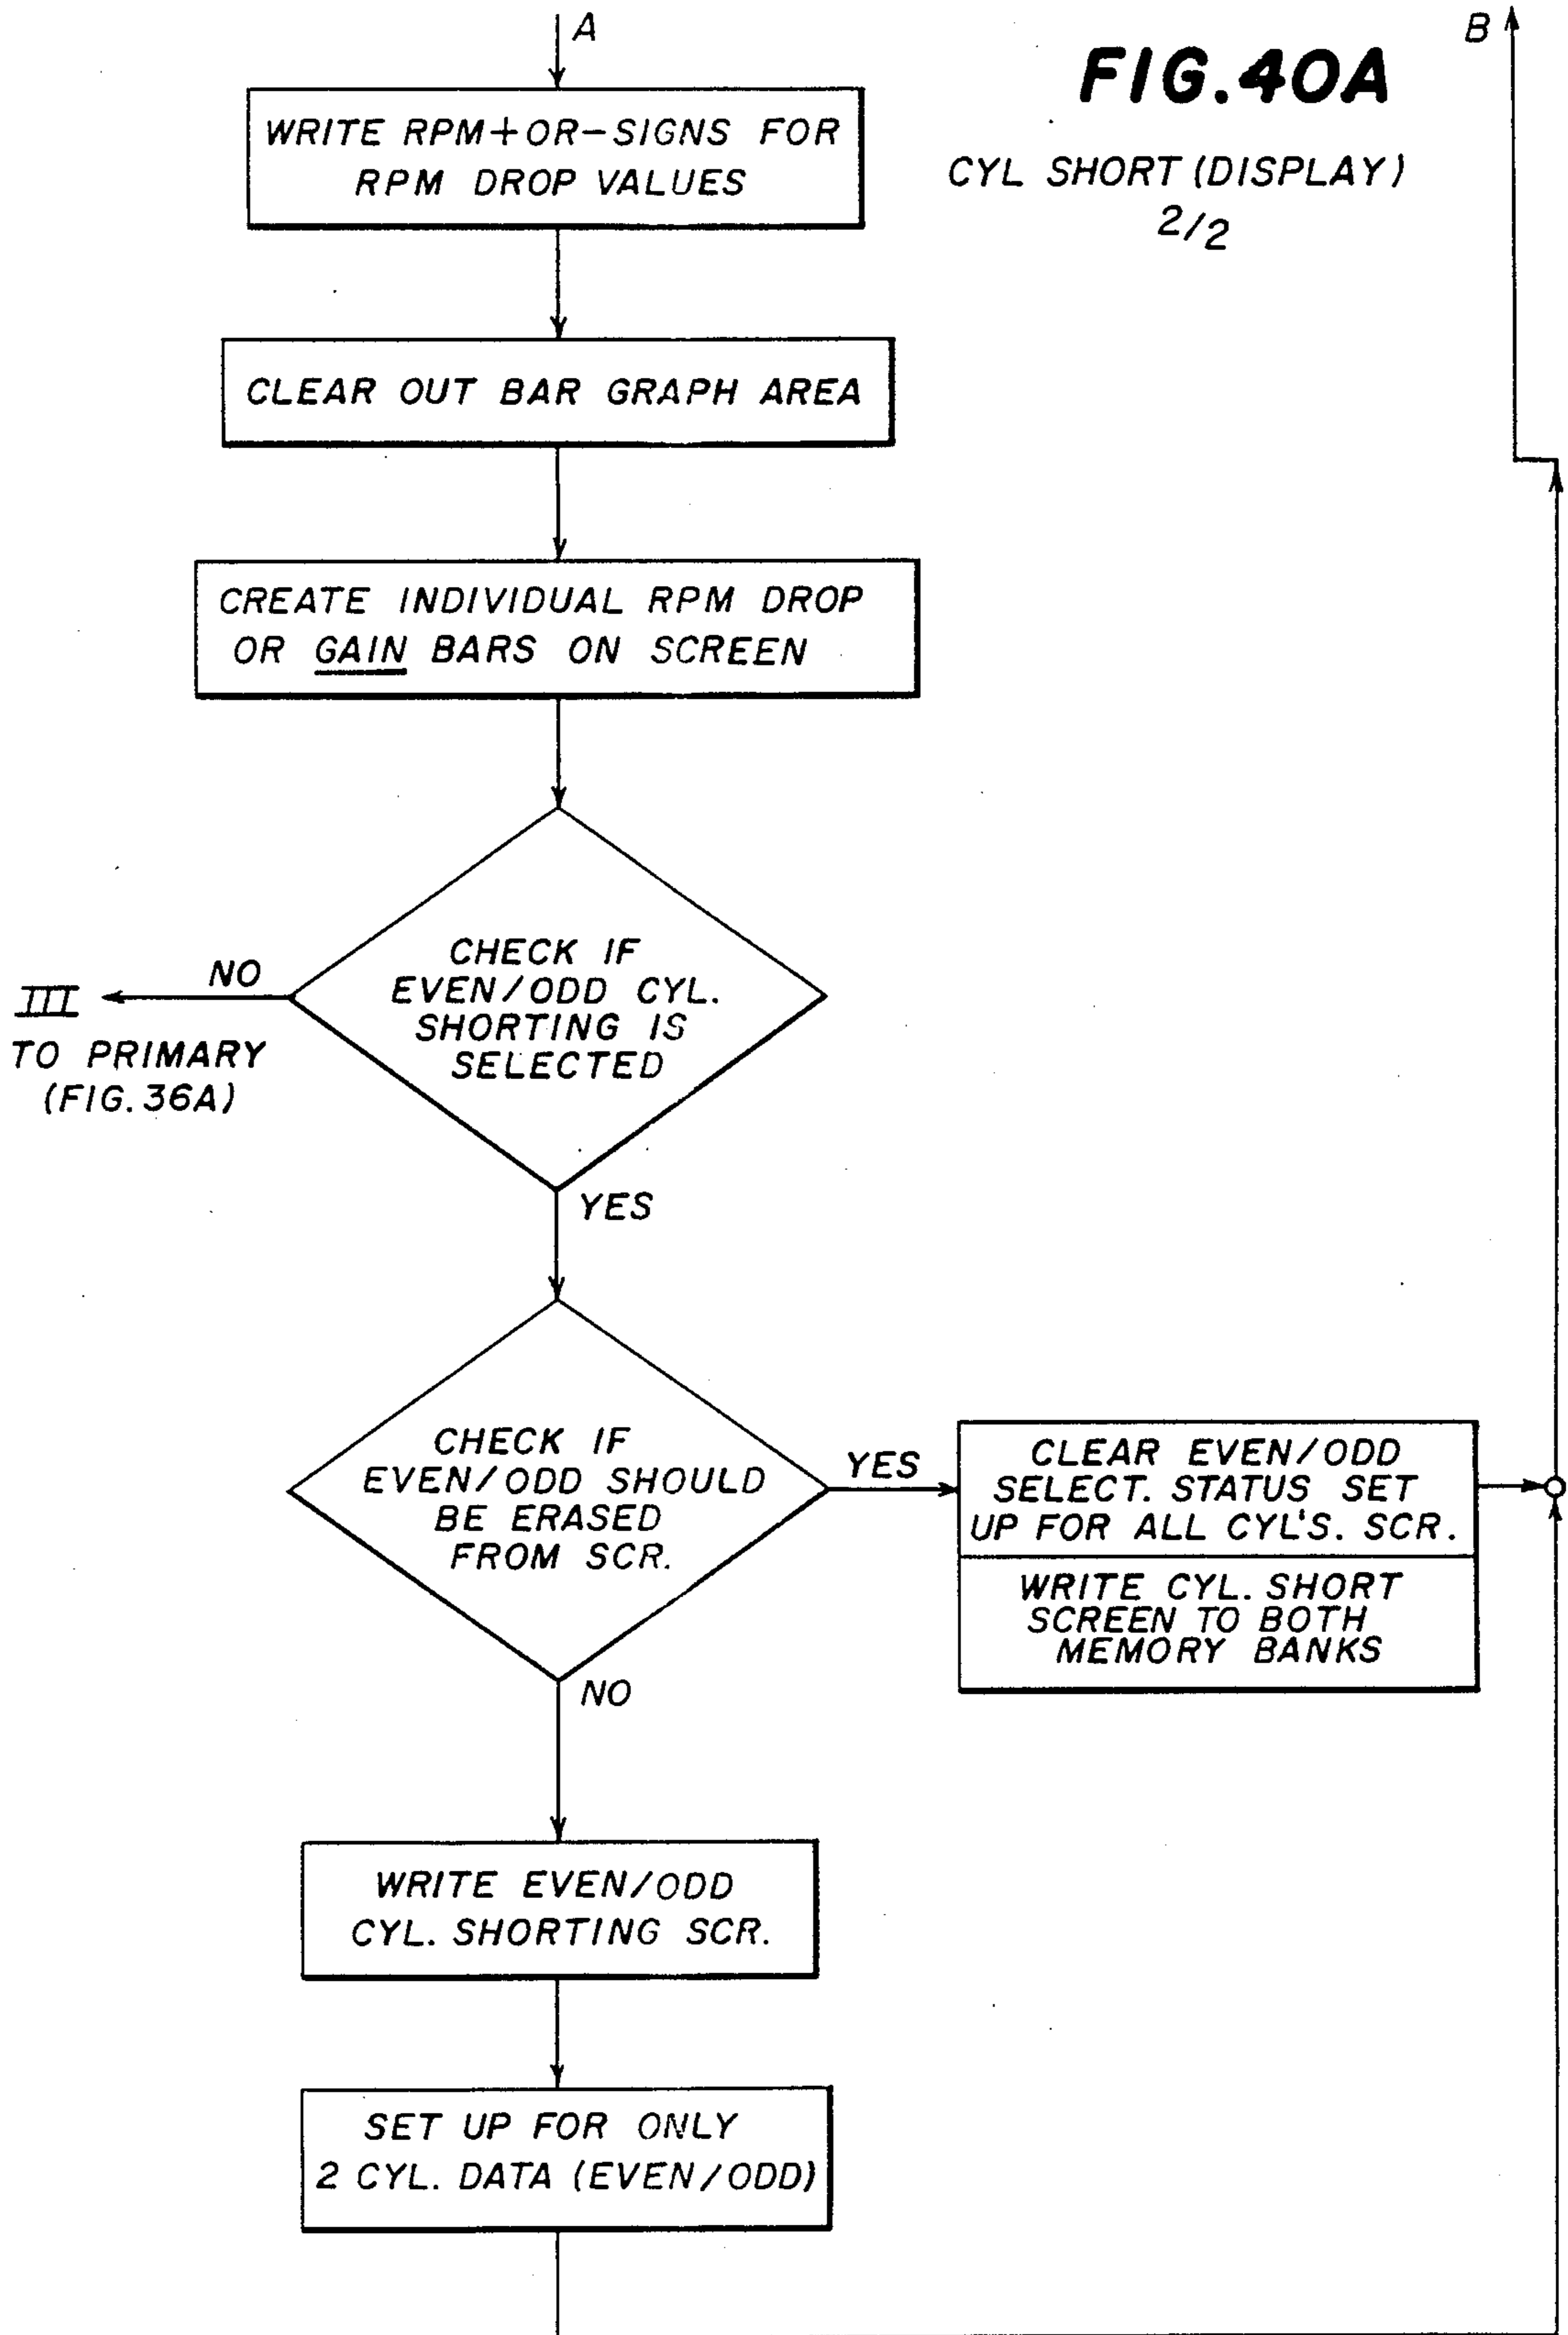 A
B
FIG.40A
CYL SHORT (DISPLAY)
2/2
WRITE RPM+OR-SIGNS FOR
RPM DROP VALUES
CLEAR OUT BAR GRAPH AREA
CREATE INDIVIDUAL RPM DROP
OR GAIN BARS ON SCREEN
CHECK IF
EVEN/ODD CYL.
SHORTING IS
SELECTED
NO
III
TO PRIMARY
(FIG.36A)
YES
CHECK IF
EVEN/ODD SHOULD
BE ERASED
FROM SCR.
YES
CLEAR EVEN/ODD
SELECT. STATUS SET
UP FOR ALL CYL'S. SCR.
WRITE CYL. SHORT
SCREEN TO BOTH
MEMORY BANKS
NO
WRITE EVEN/ODD
CYL. SHORTING SCR.
SET UP FOR ONLY
2 CYL. DATA (EVEN/ODD)